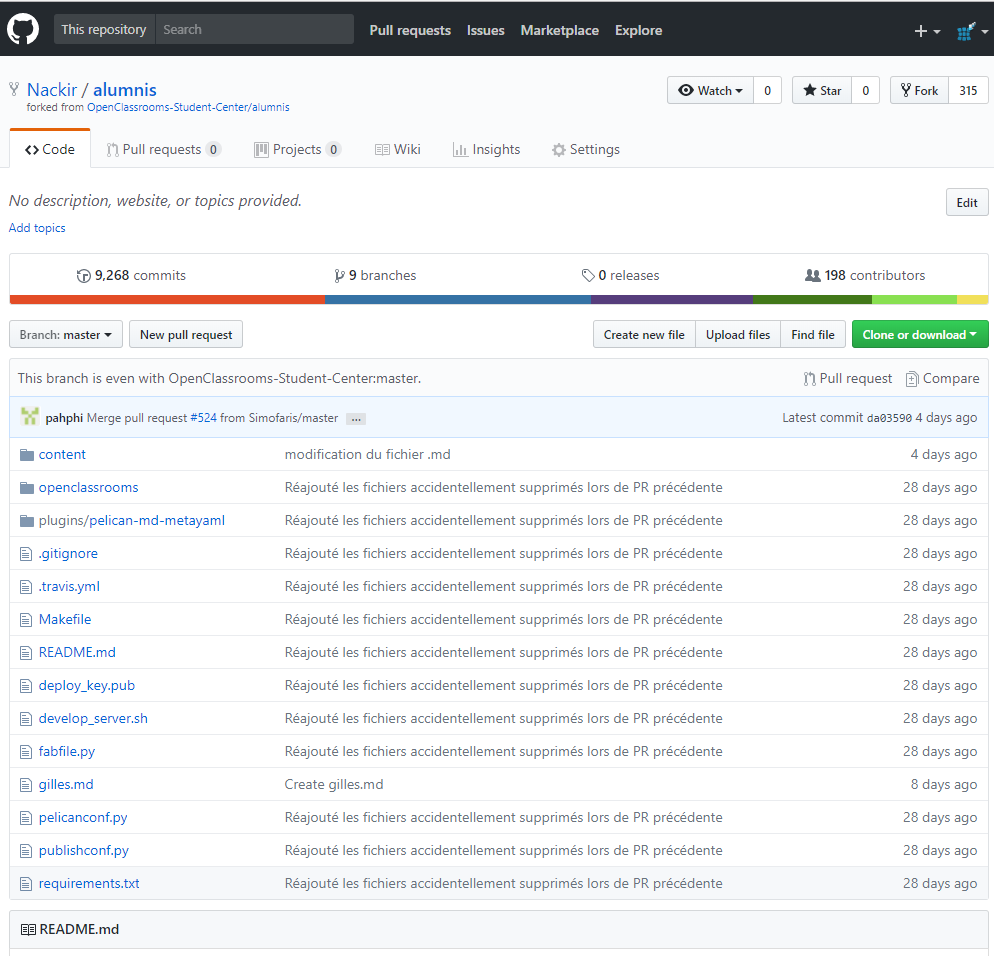 This repository Search Pull requests Issues Marketplace Explore
Nackir / alumnis Watch 0 Star 0 Fork 315
forked from OpenClassrooms-Student-Center/alumnis
Code Pull requests 0 Projects 0 Wiki Insights Settings
No description, website, or topics provided. Edit
Add topics
9,268 commits 9 branches 0 releases 198 contributors
Branch: master New pull request Create new file Upload files Find file Clone or download
This branch is even with OpenClassrooms-Student-Center:master. Pull request Compare
pahphi Merge pull request #524 from Simofaris/master ... Latest commit da03590 4 days ago
content modification du fichier .md 4 days ago
openclassrooms Réajouté les fichiers accidentellement supprimés lors de PR précédente 28 days ago
plugins/pelican-md-metayaml Réajouté les fichiers accidentellement supprimés lors de PR précédente 28 days ago
.gitignore Réajouté les fichiers accidentellement supprimés lors de PR précédente 28 days ago
.travis.yml Réajouté les fichiers accidentellement supprimés lors de PR précédente 28 days ago
Makefile Réajouté les fichiers accidentellement supprimés lors de PR précédente 28 days ago
README.md Réajouté les fichiers accidentellement supprimés lors de PR précédente 28 days ago
deploy_key.pub Réajouté les fichiers accidentellement supprimés lors de PR précédente 28 days ago
develop_server.sh Réajouté les fichiers accidentellement supprimés lors de PR précédente 28 days ago
fabfile.py Réajouté les fichiers accidentellement supprimés lors de PR précédente 28 days ago
gilles.md Create gilles.md 8 days ago
pelicanconf.py Réajouté les fichiers accidentellement supprimés lors de PR précédente 28 days ago
publishconf.py Réajouté les fichiers accidentellement supprimés lors de PR précédente 28 days ago
requirements.txt Réajouté les fichiers accidentellement supprimés lors de PR précédente 28 days ago
README.md